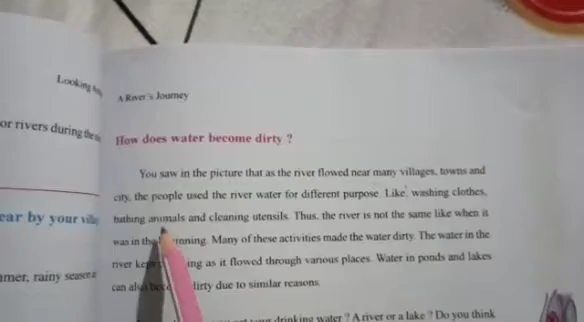 Looking
or rivers during the
ear by your
mer, rainy season
A River's Journey
How does water become dirty ?
You saw in the picture that as the river flowed near many villages, towns and
city, the people used the river water for different purpose. Like, washing clothes,
bathing animals and cleaning utensils. Thus, the river is not the same like when it
was in the Many of these activities made the water dirty. The water in the
river as it flowed through various places. Water in ponds and lakes
can dirty due to similar reasons.
drinking water ? A river or a lake ? Do you think